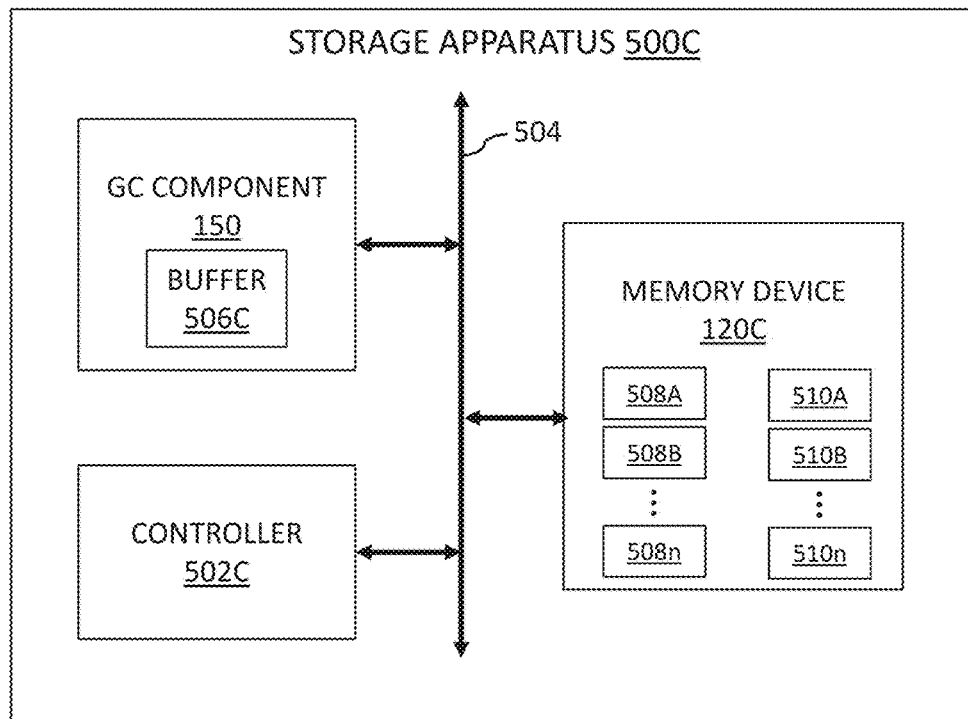 STORAGE APPARATUS 500C
504
GC COMPONENT
150
BUFFER
506C
MEMORY DEVICE
120C
508A
510A
508B
510B
508n
510n
CONTROLLER
502C